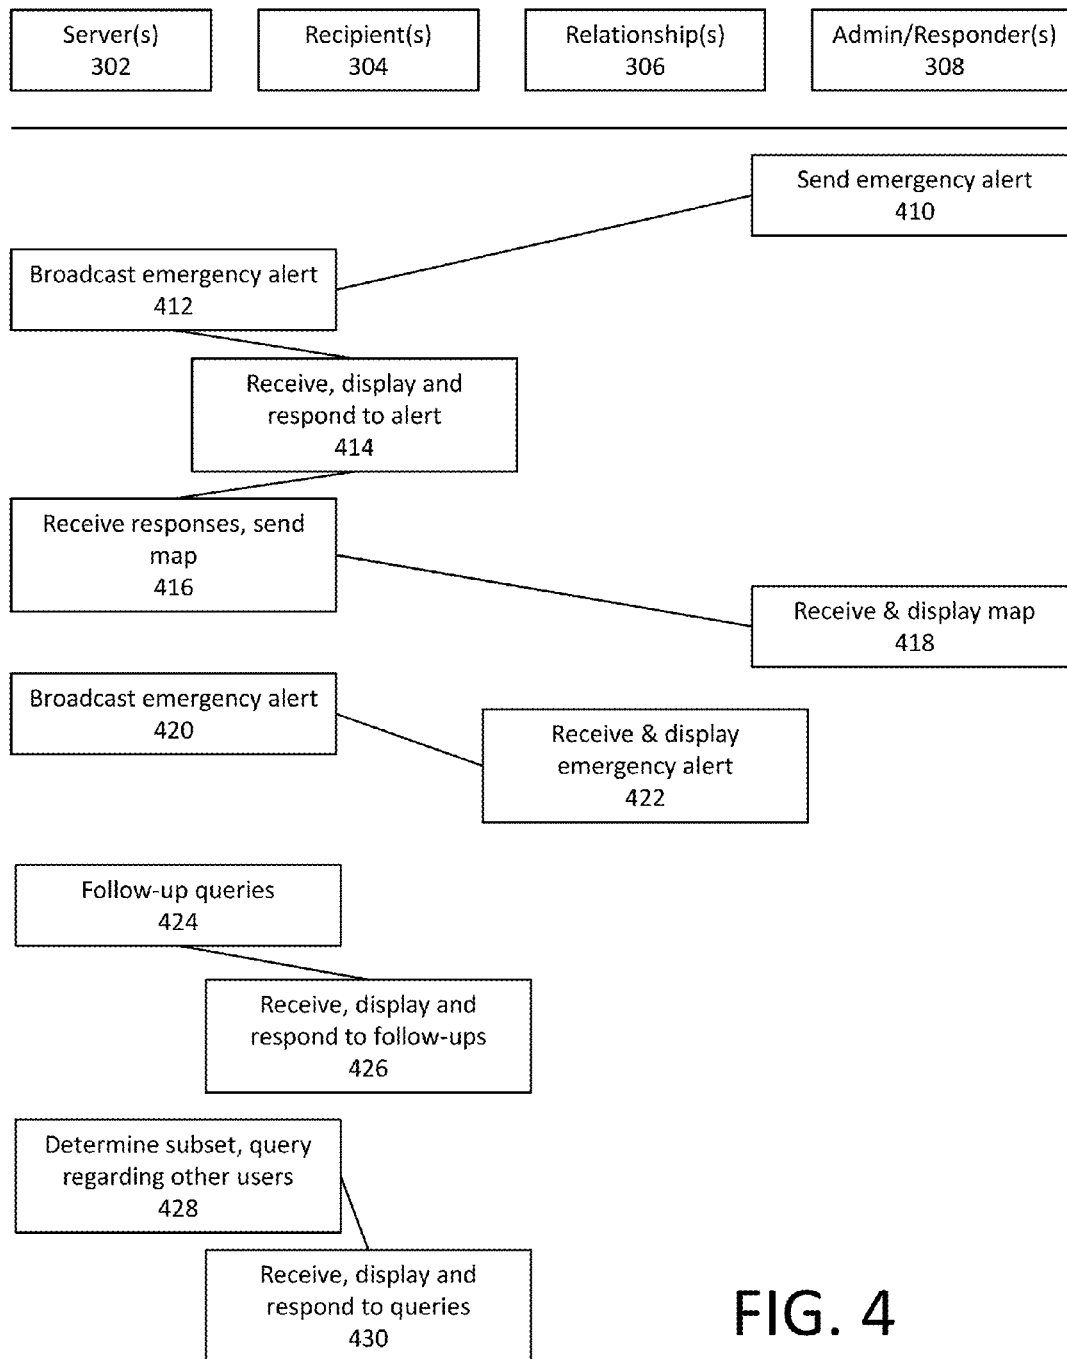 Server(s)
302
Recipient(s)
304
Relationship(s)
306
Admin/Responder(s)
308
Send emergency alert
410
Broadcast emergency alert
412
Receive, display and
respond to alert
414
Receive responses, send
map
416
Receive & display map
418
Broadcast emergency alert
420
Receive & display
emergency alert
422
Follow-up queries
424
Receive, display and
respond to follow-ups
426
Determine subset, query
regarding other users
428
Receive, display and
respond to queries
430
FIG. 4